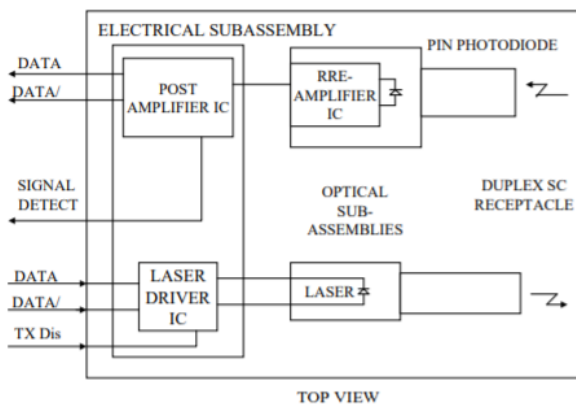 ELECTRICAL SUBASSEMBLY
PIN PHOTODIODE
DATA
DATA/
POST
AMPLIFIER IC
RRE-
AMPLIFIER
IC
SIGNAL
DETECT
OPTICAL
SUB-
ASSEMBLIES
DUPLEX SC
RECEPTACLE
DATA
DATA/
TX Dis
LASER
DRIVER
IC
LASER
TOP VIEW